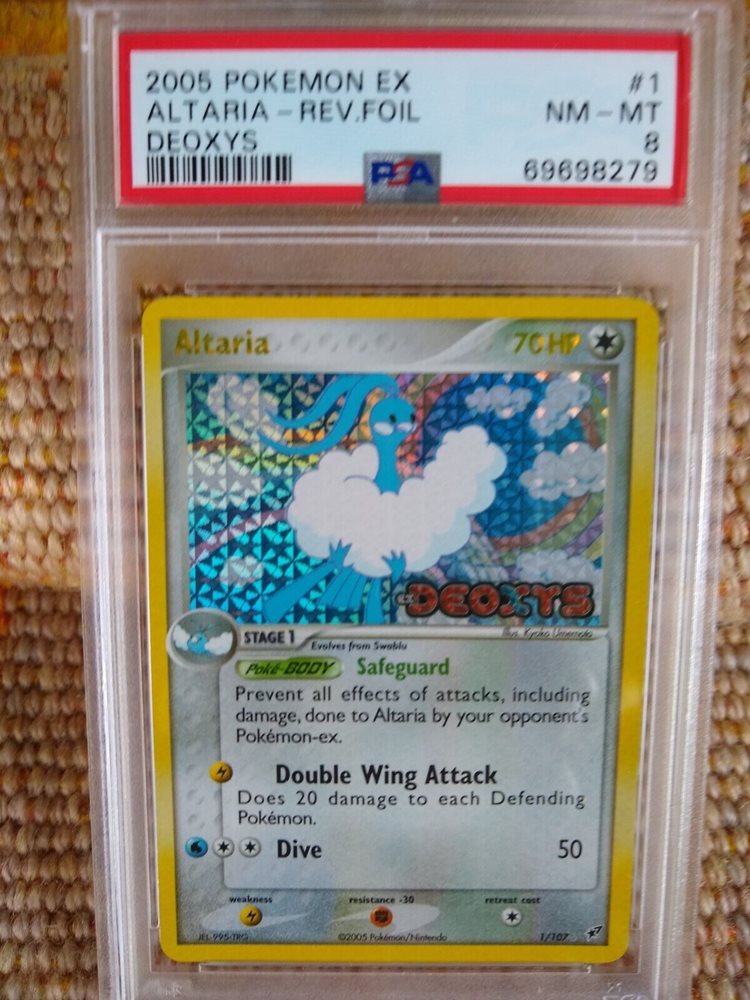 2005 POKEMON EX #1
ALTARIA - REV.FOIL NM - MT
DEOXYS 8
PSA 69698279
Altaria 70 HP
ex DEOXYS
Illus. Kyoko Umemoto
STAGE 1
Evolves from Swablu
Poké-BODY Safeguard
Prevent all effects of attacks, including
damage, done to Altaria by your opponent's
Pokémon-ex.
Double Wing Attack
Does 20 damage to each Defending
Pokémon.
Dive 50
weakness resistance -30 retreat cost
©2005 Pokémon/Nintendo 1/107